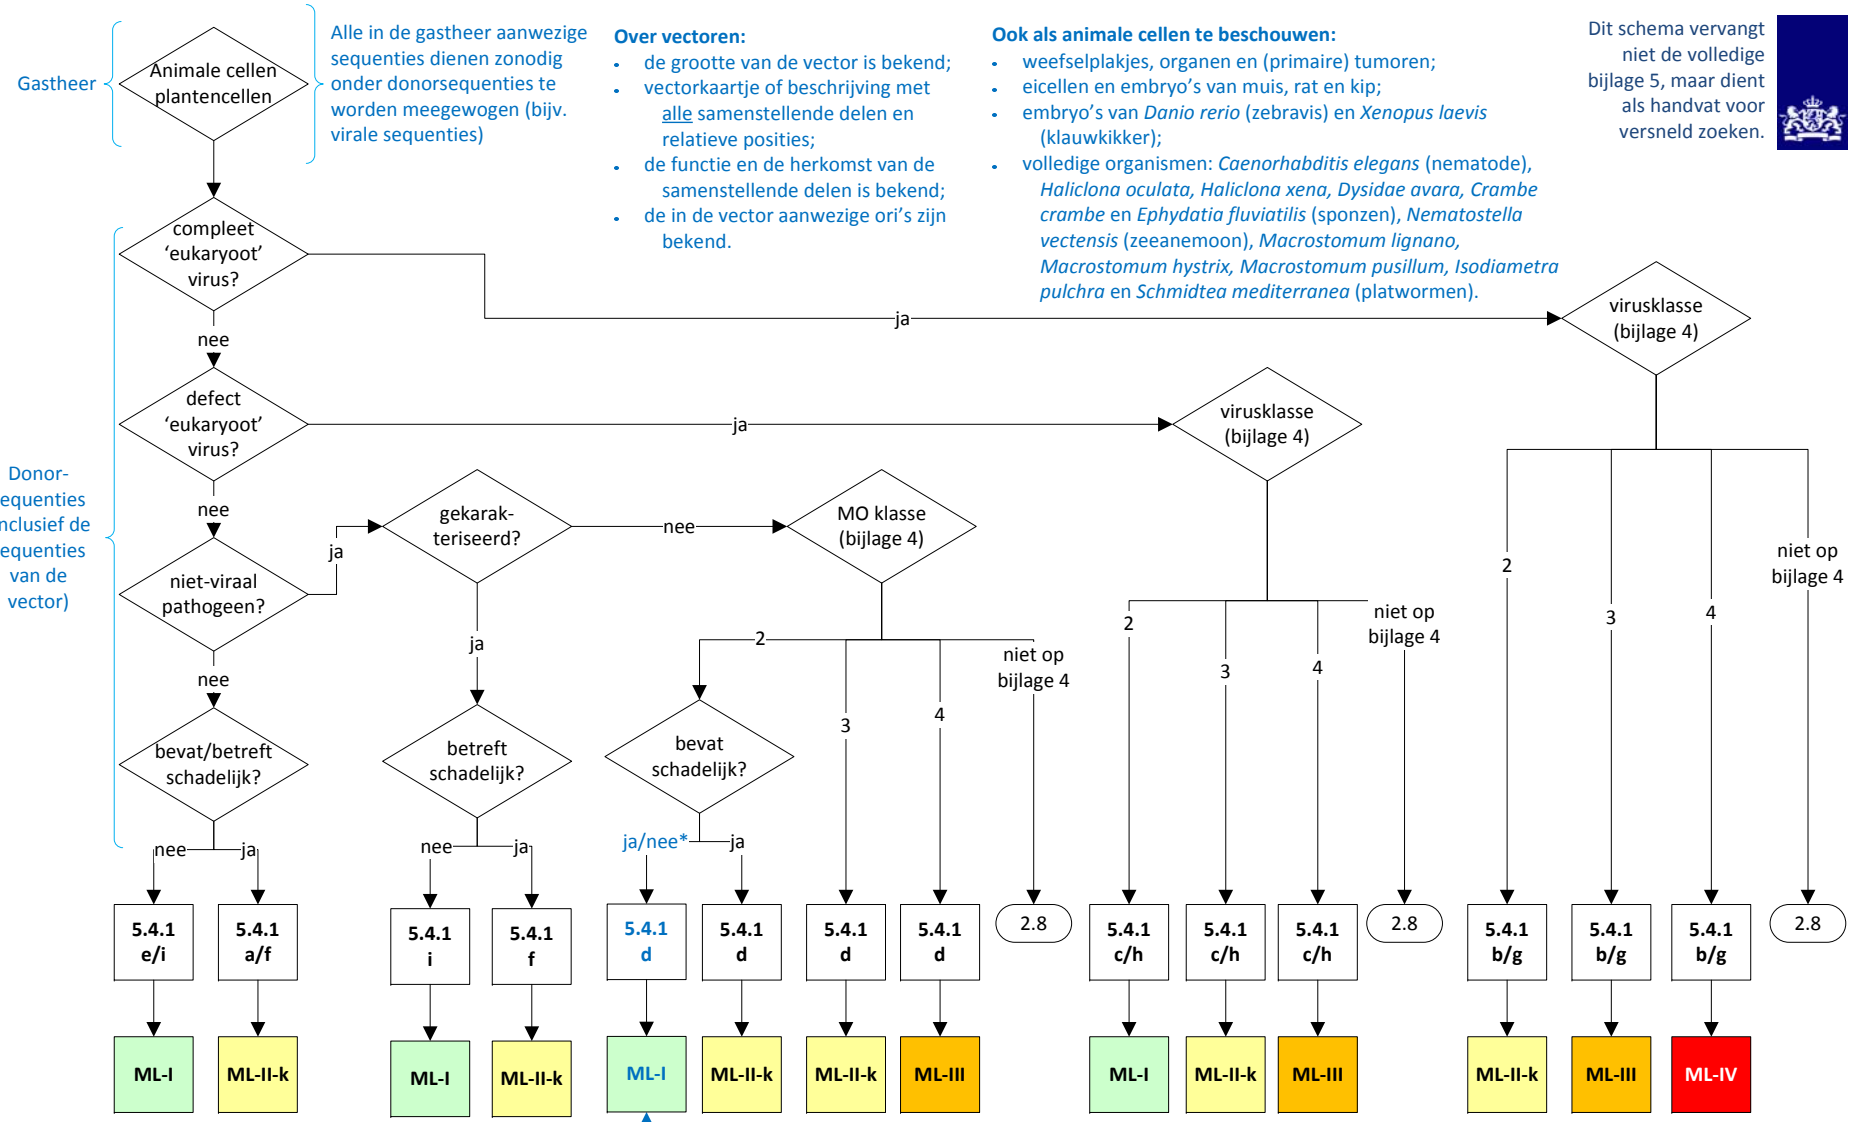 Gastheer
Animale cellen
plantencellen
Alle in de gastheer aanwezige
sequenties dienen zonodig
onder donorsequenties te
worden meegewogen (bijv.
virale sequenties)
Over vectoren:
• de grootte van de vector is bekend;
• vectorkaartje of beschrijving met
alle samenstellende delen en
relatieve posities;
• de functie en de herkomst van de
samenstellende delen is bekend;
• de in de vector aanwezige ori's zijn
bekend.
Ook als animale cellen te beschouwen:
• weefselplakjes, organen en (primaire) tumoren;
• eicellen en embryo's van muis, rat en kip;
• embryo's van Danio rerio (zebravis) en Xenopus laevis
(klauwkikker);
• volledige organismen: Caenorhabditis elegans (nematode),
Haliclona oculata, Haliclona xena, Dysidae avara, Crambe
crambe en Ephydatia fluviatilis (sponzen), Nematostella
vectensis (zeeanemoon), Macrostomum lignano,
Macrostomum hystrix, Macrostomum pusillum, Isodiametra
pulchra en Schmidtea mediterranea (platwormen).
Dit schema vervangt
niet de volledige
bijlage 5, maar dient
als handvat voor
versneld zoeken.
compleet
'eukaryoot'
virus?
ja
virusklasse
(bijlage 4)
nee
defect
'eukaryoot'
virus?
ja
virusklasse
(bijlage 4)
nee
Donor-
equenties
nclusief de
equenties
van de
vector)
niet-viraal
pathogeen?
ja
gekarak-
teriseerd?
nee
MO klasse
(bijlage 4)
nee
ja
2
3
4
niet op
bijlage 4
2
3
4
niet op
bijlage 4
2
3
4
niet op
bijlage 4
bevat/betreft
schadelijk?
betreft
schadelijk?
bevat
schadelijk?
nee
ja
nee
ja
ja/nee*
ja
5.4.1
e/i
5.4.1
a/f
5.4.1
i
5.4.1
f
5.4.1
d
5.4.1
d
5.4.1
d
5.4.1
d
2.8
5.4.1
c/h
5.4.1
c/h
5.4.1
c/h
2.8
5.4.1
b/g
5.4.1
b/g
5.4.1
b/g
2.8
ML-I
ML-II-k
ML-I
ML-II-k
ML-I
ML-II-k
ML-II-k
ML-III
ML-I
ML-II-k
ML-III
ML-II-k
ML-III
ML-IV